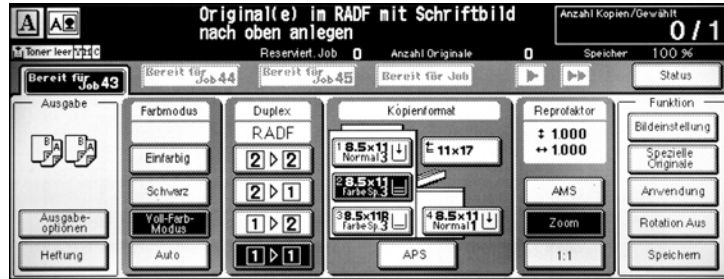 A A
Original(e) im RADF mit Schriftbild
nach oben anlegen
Anzahl Kopien/Gewählt
0/1
Toner leer
Reserviert. Job 0
Anzahl Originale 0
Speicher 100 %
Bereit für Job 43
Bereit für Job 44
Bereit für Job 45
Bereit für Job
Status
Ausgabe
Ausgabe-
optionen
Heftung
Farbmodus
Einfarbig
Schwarz
Voll-Farb-
Modus
Auto
Duplex
RADF
2 ▷ 2
2 ▷ 1
1 ▷ 2
1 ▷ 1
Kopienformat
1 8.5x11
Normal 3
11x17
2 8.5x11
Farbe Sp. 3
3 8.5x11R
Farbe Sp. 3
4 8.5x11
Normal 1
APS
Reprofaktor
↕ 1.000
↔ 1.000
AMS
Zoom
1:1
Funktion
Bildeinstellung
Spezielle
Originale
Anwendung
Rotation Aus
Speichern